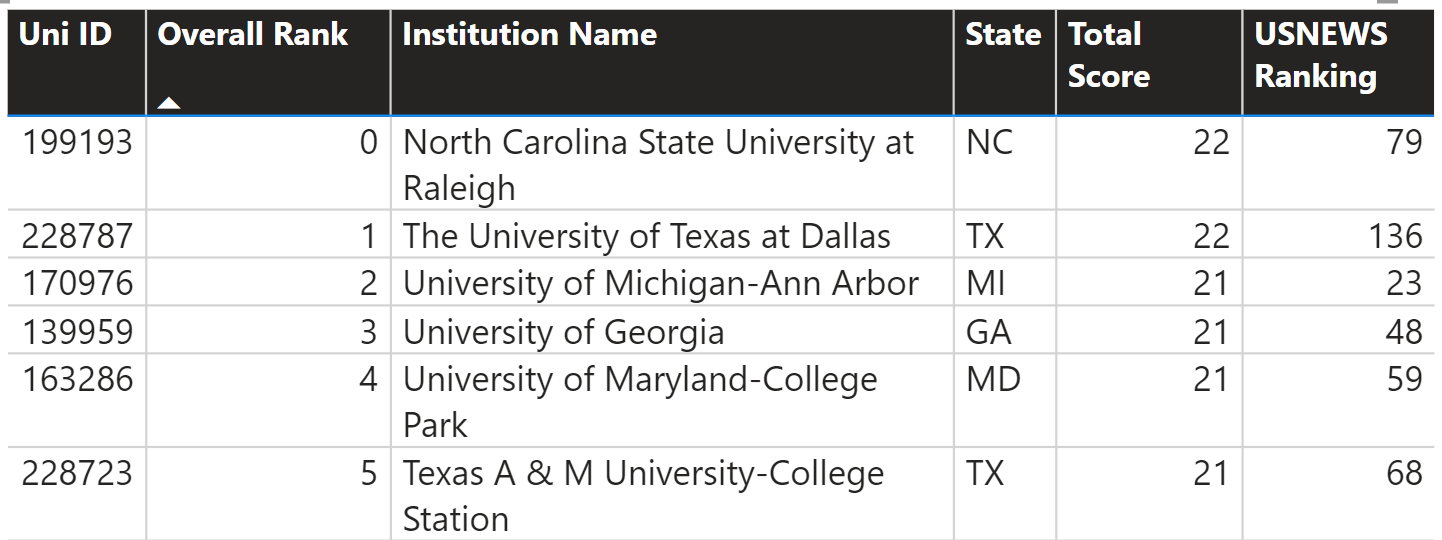 Uni ID Overall Rank Institution Name State Total Score USNEWS Ranking
199193 0 North Carolina State University at Raleigh NC 22 79
228787 1 The University of Texas at Dallas TX 22 136
170976 2 University of Michigan-Ann Arbor MI 21 23
139959 3 University of Georgia GA 21 48
163286 4 University of Maryland-College Park MD 21 59
228723 5 Texas A & M University-College Station TX 21 68